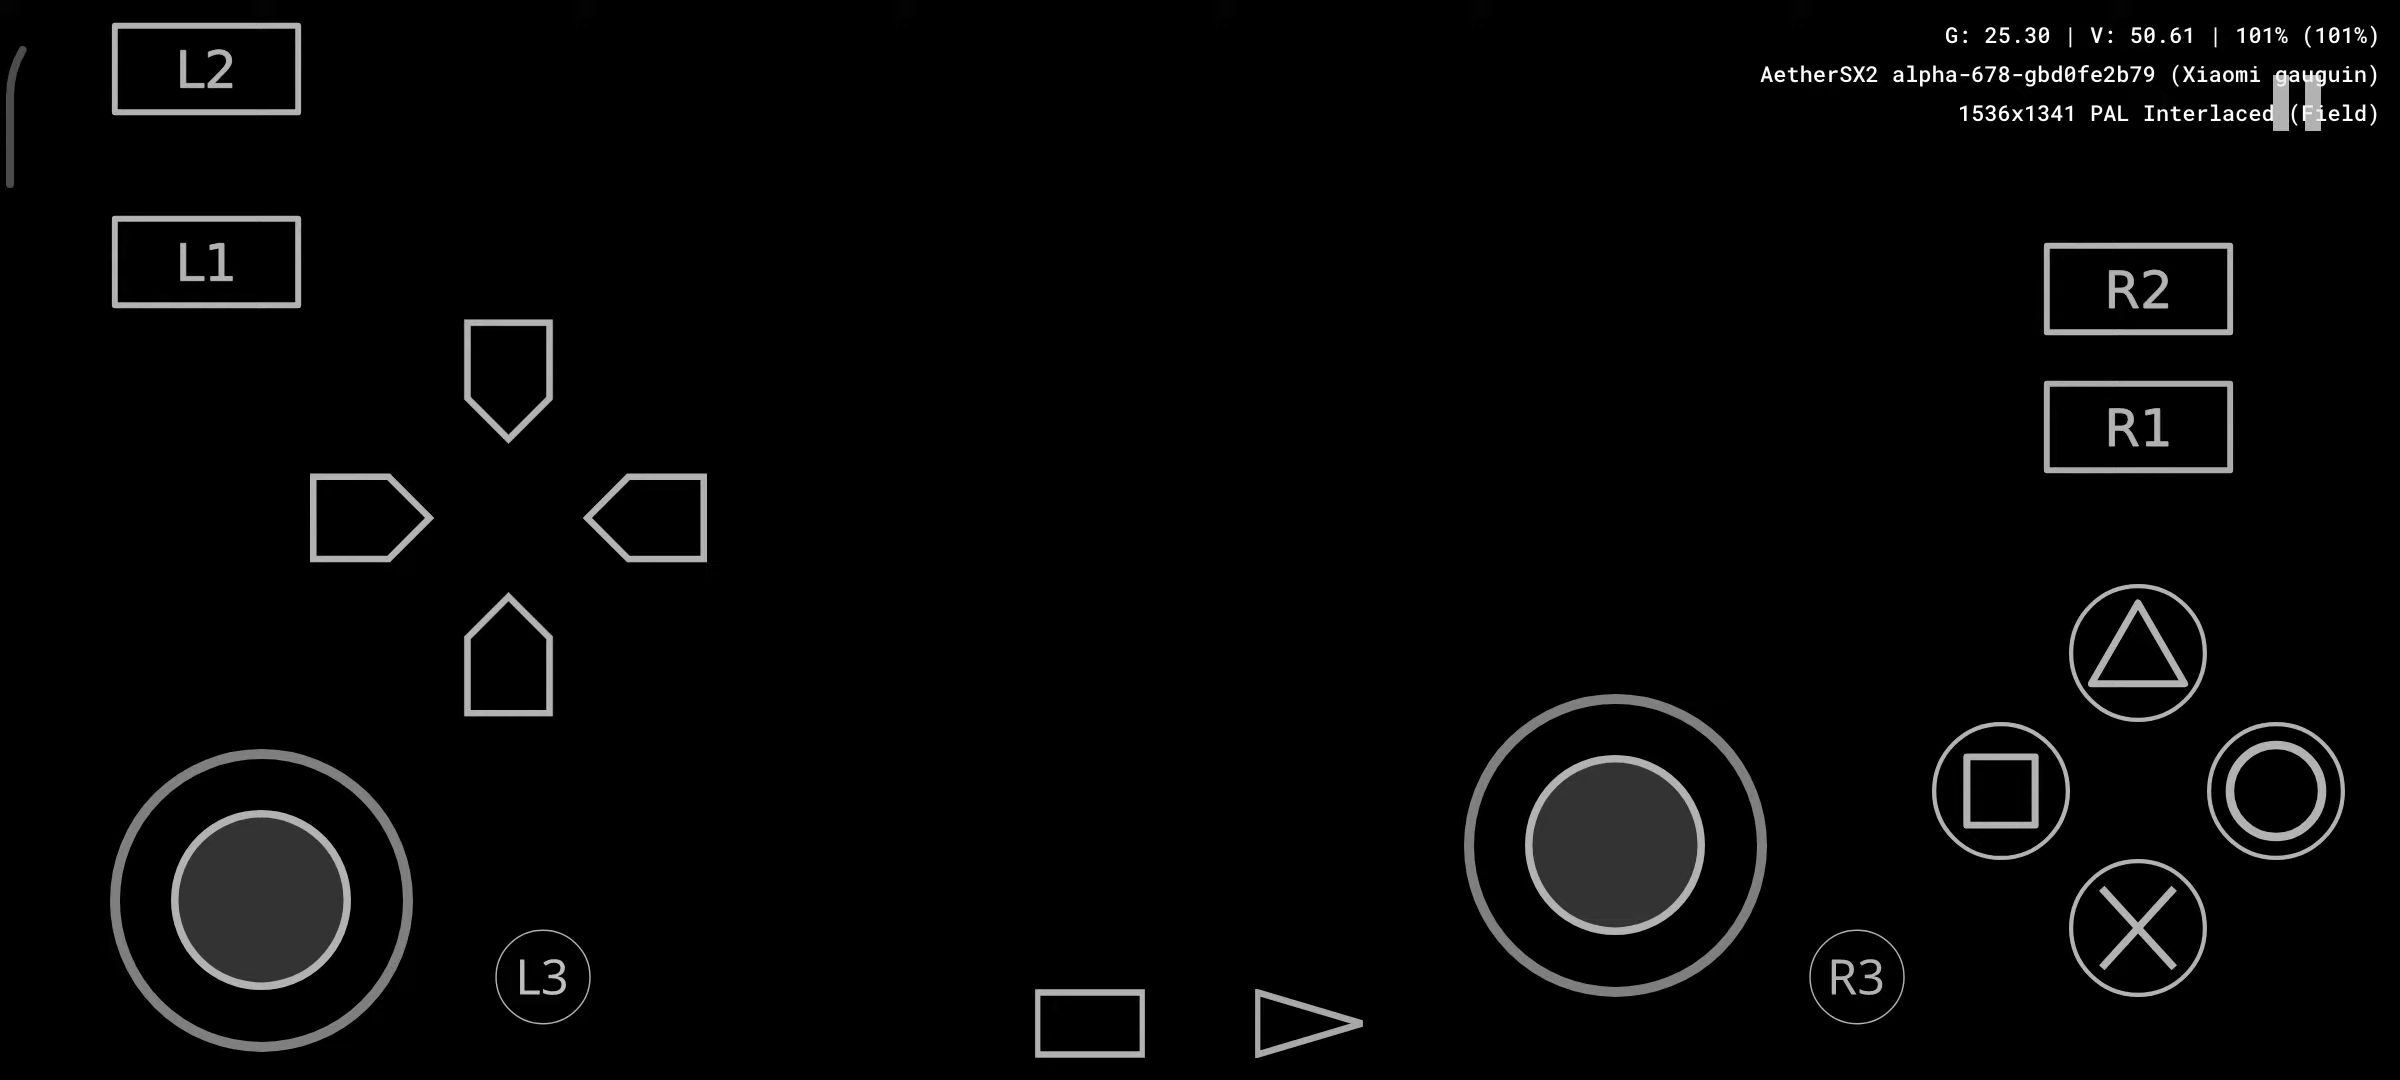 L2
G: 25.30 | V: 50.61 | 101% (101%)
AetherSX2 alpha-678-gbd0fe2b79 (Xiaomi gauguin)
1536x1341 PAL Interlaced (Field)
L1
R2
R1
L3
R3